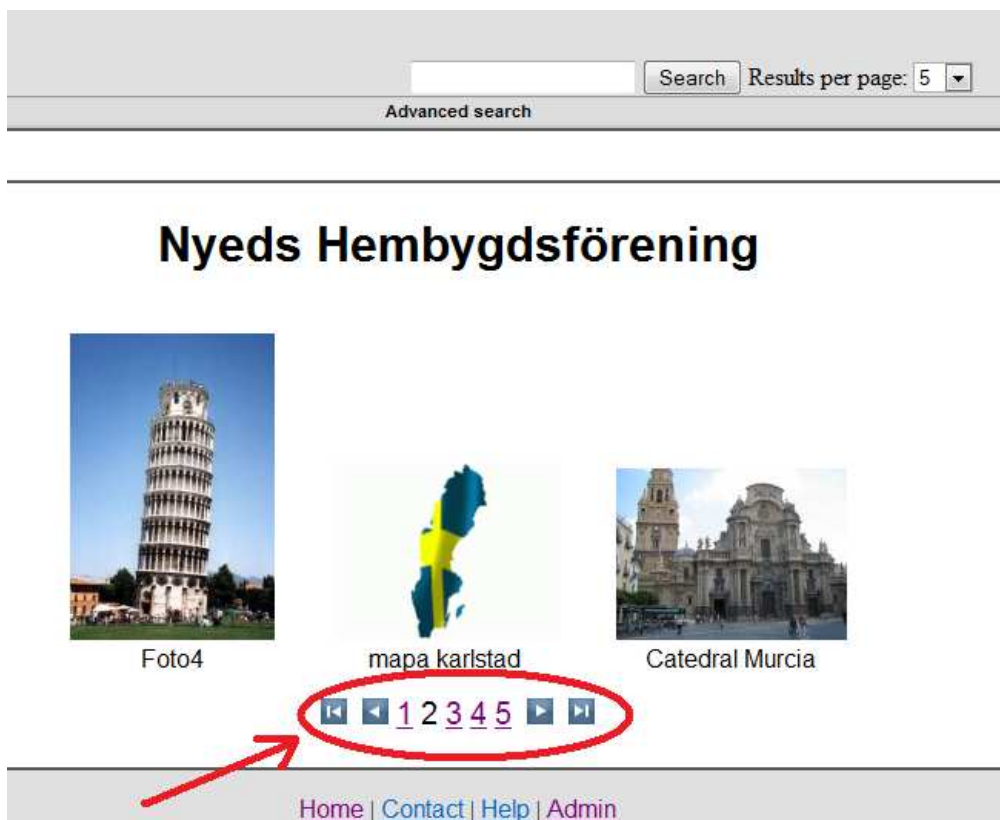 Search Results per page: 5
Advanced search
Nyeds Hembygdsförening
Foto4 mapa karlstad Catedral Murcia
1 2 3 4 5
Home | Contact | Help | Admin